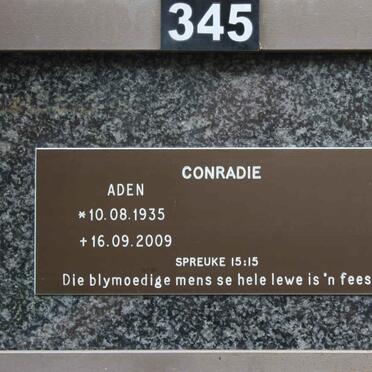 345
CONRADIE
ADEN
*10.08.1935
+16.09.2009
SPREUKE 15:15
Die blymoedige mens se hele lewe is 'n fees